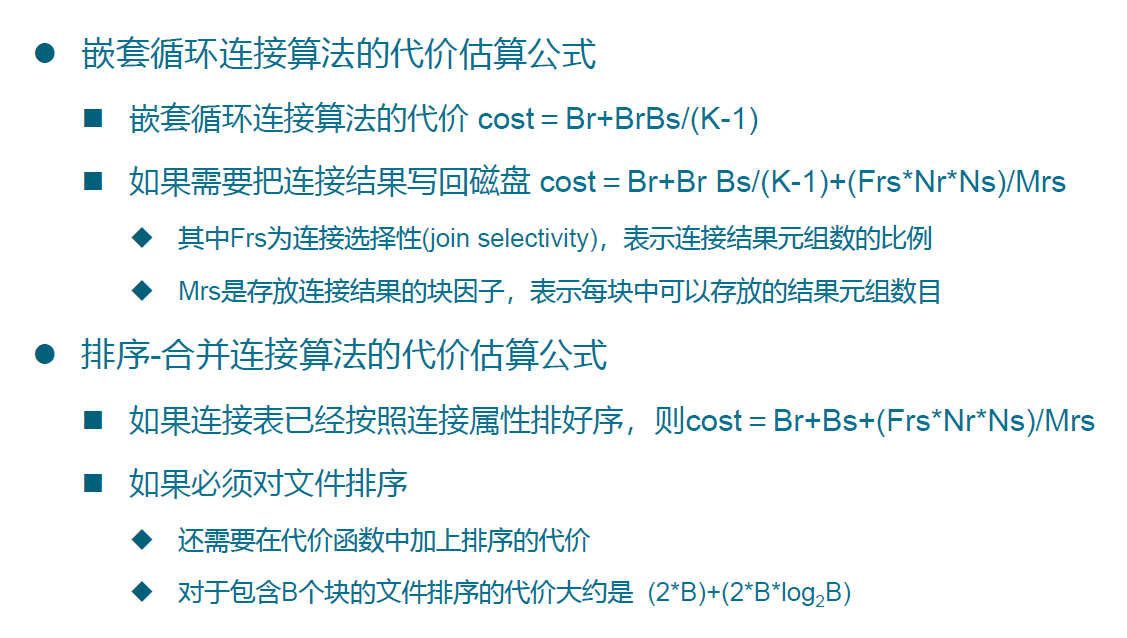 嵌套循环连接算法的代价估算公式
嵌套循环连接算法的代价 cost = Br+BrBs/(K-1)
如果需要把连接结果写回磁盘 cost = Br+Br Bs/(K-1)+(Frs*Nr*Ns)/Mrs
其中Frs为连接选择性(join selectivity)，表示连接结果元组数的比例
Mrs是存放连接结果的块因子，表示每块中可以存放的结果元组数目
排序-合并连接算法的代价估算公式
如果连接表已经按照连接属性排好序，则cost = Br+Bs+(Frs*Nr*Ns)/Mrs
如果必须对文件排序
还需要在代价函数中加上排序的代价
对于包含B个块的文件排序的代价大约是 (2*B)+(2*B*log₂B)